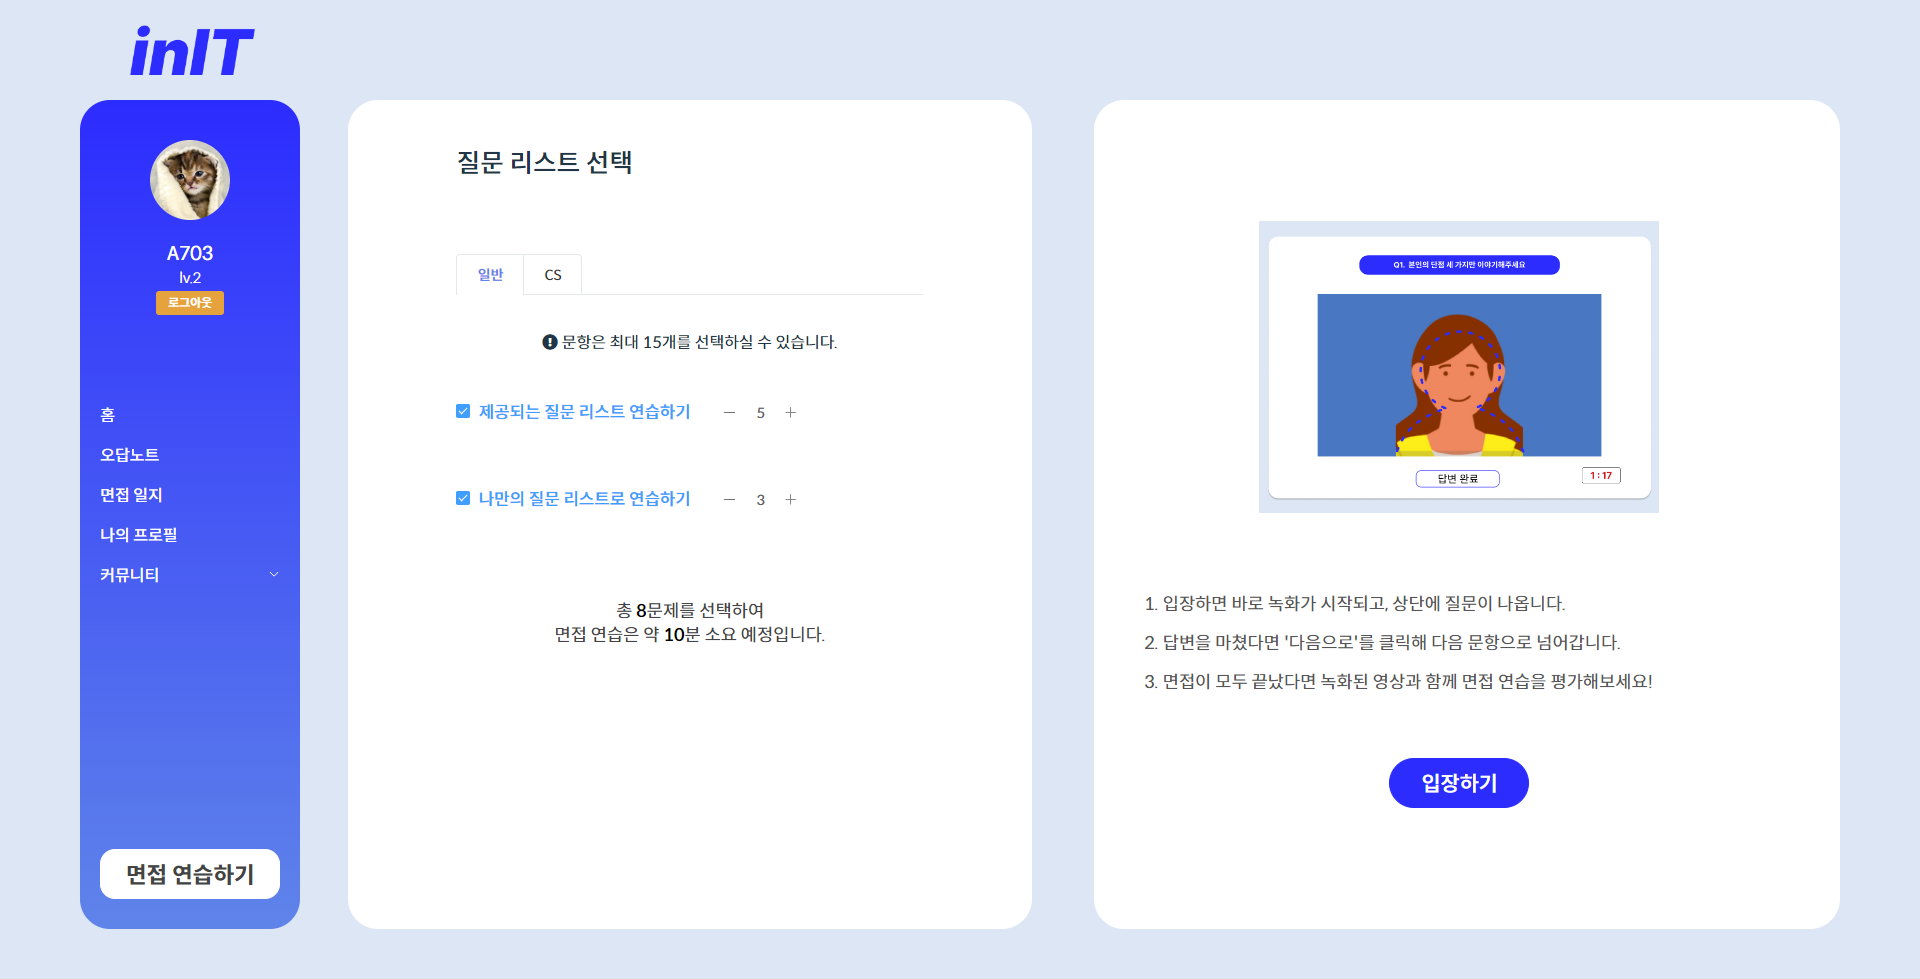 inIT
A703
lv.2
로그아웃
홈
오답노트
면접 일지
나의 프로필
커뮤니티
면접 연습하기
질문 리스트 선택
일반 CS
문항은 최대 15개를 선택하실 수 있습니다.
제공되는 질문 리스트 연습하기 − 5 +
나만의 질문 리스트로 연습하기 − 3 +
총 8문제를 선택하여
면접 연습은 약 10분 소요 예정입니다.
Q1. 본인의 단점 세 가지만 이야기해주세요
답변 완료
1 : 17
1. 입장하면 바로 녹화가 시작되고, 상단에 질문이 나옵니다.
2. 답변을 마쳤다면 '다음으로'를 클릭해 다음 문항으로 넘어갑니다.
3. 면접이 모두 끝났다면 녹화된 영상과 함께 면접 연습을 평가해보세요!
입장하기